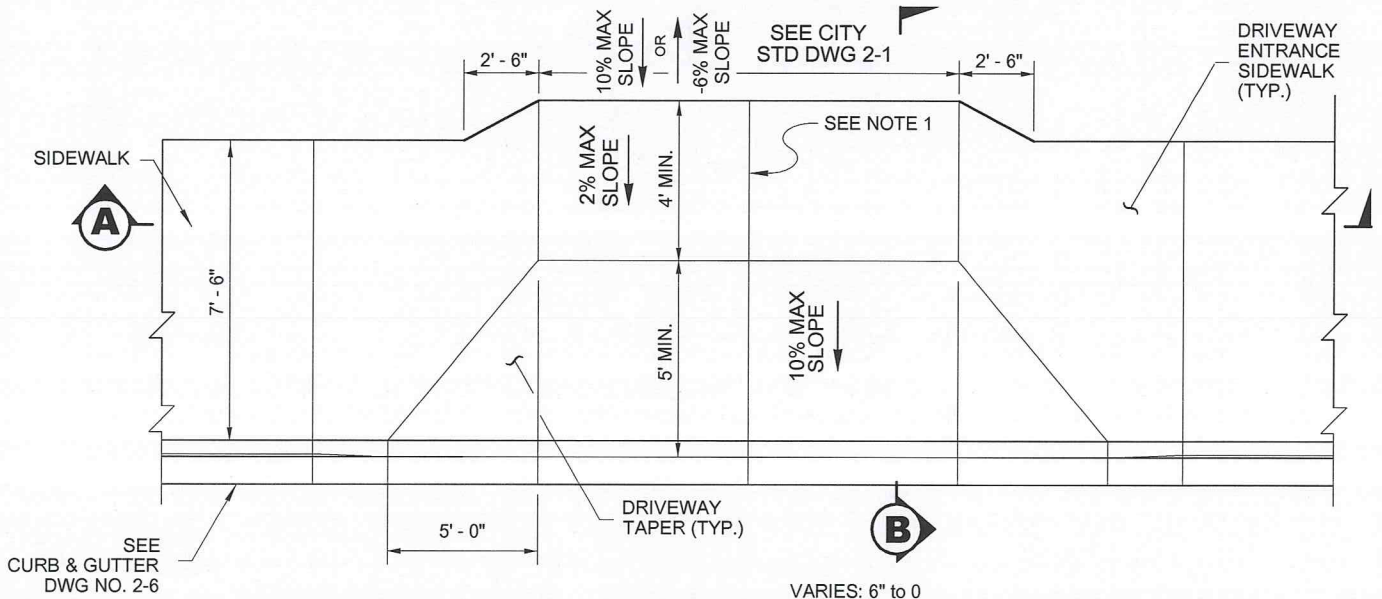 10% MAX
SLOPE
OR
-6% MAX
SLOPE
SEE CITY
STD DWG 2-1
DRIVEWAY
ENTRANCE
SIDEWALK
(TYP.)
2' - 6"
2' - 6"
SEE NOTE 1
SIDEWALK
2% MAX
SLOPE
4' MIN.
A
7' - 6"
5' MIN.
10% MAX
SLOPE
DRIVEWAY
TAPER (TYP.)
5' - 0"
B
SEE
CURB & GUTTER
DWG NO. 2-6
VARIES: 6" to 0